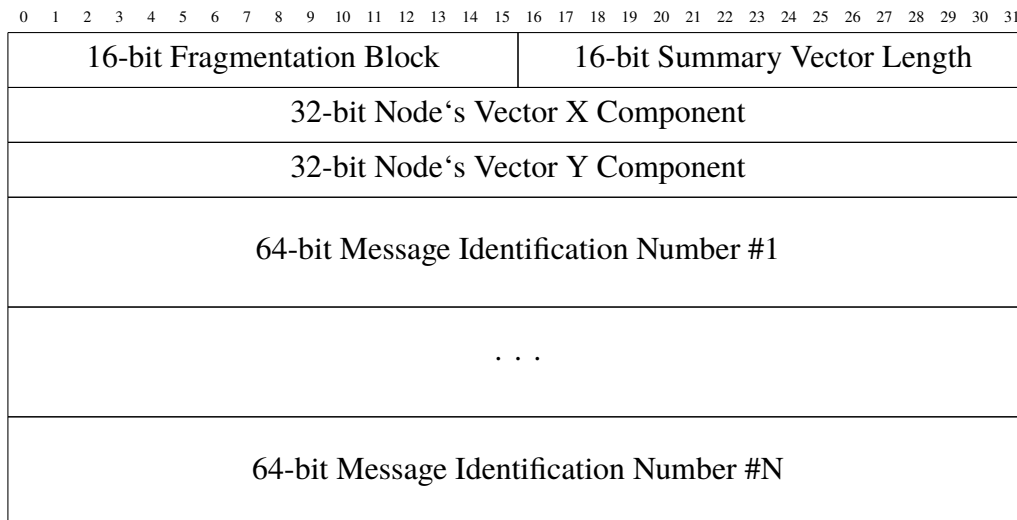 0 1 2 3 4 5 6 7 8 9 10 11 12 13 14 15 16 17 18 19 20 21 22 23 24 25 26 27 28 29 30 31
16-bit Fragmentation Block 16-bit Summary Vector Length
32-bit Node‘s Vector X Component
32-bit Node‘s Vector Y Component
64-bit Message Identification Number #1
. . .
64-bit Message Identification Number #N